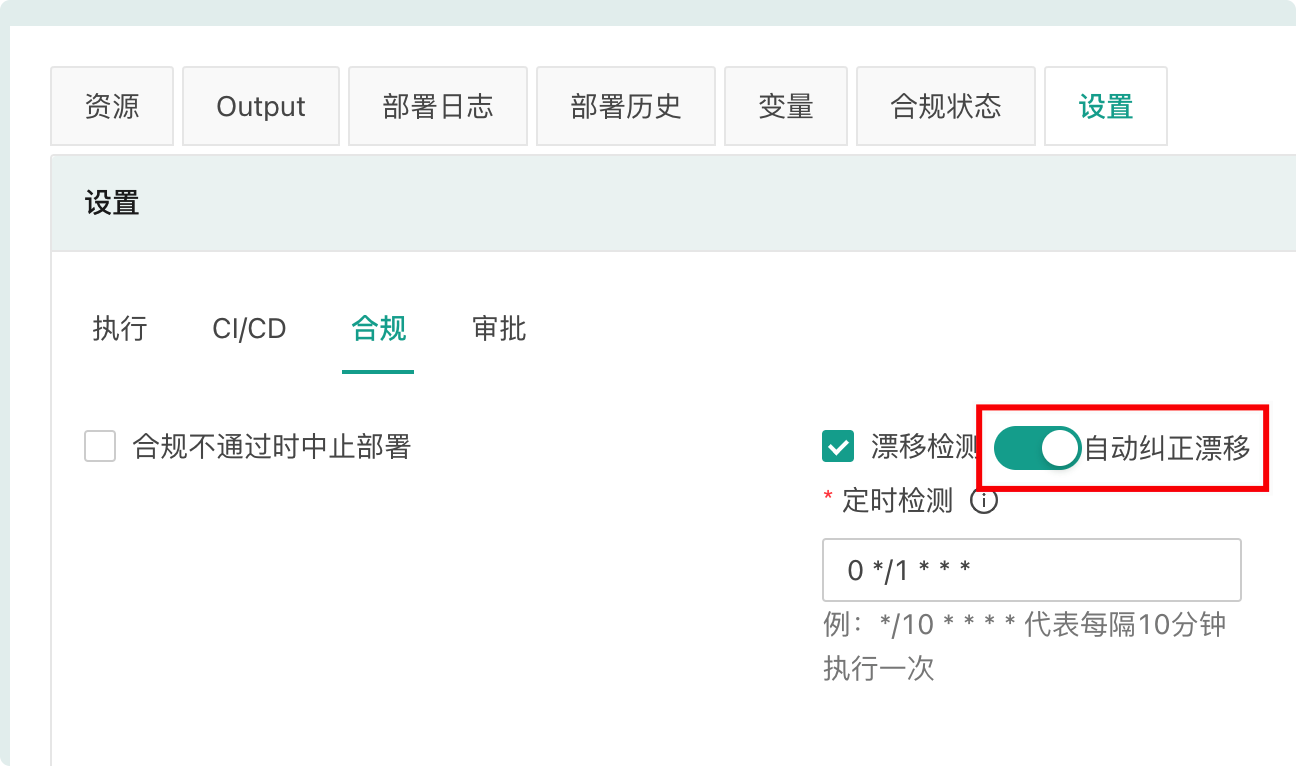 资源 Output 部署日志 部署历史 变量 合规状态 设置
设置
执行 CI/CD 合规 审批
合规不通过时中止部署 漂移检测 自动纠正漂移
* 定时检测
0 */1 * * *
例：*/10 * * * * 代表每隔10分钟
执行一次